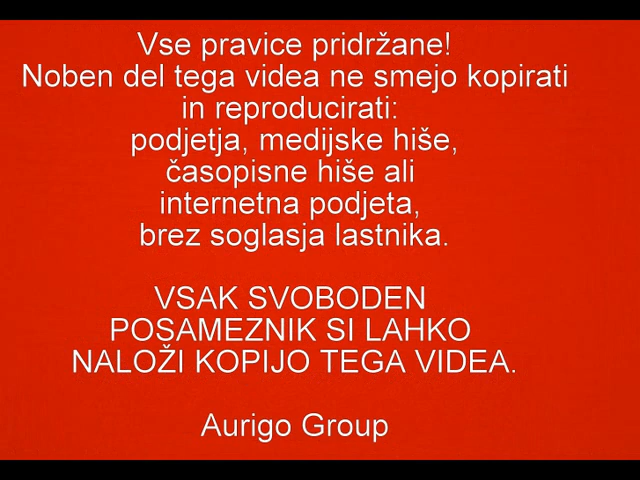 Vse pravice pridržane!
Noben del tega videa ne smejo kopirati
in reproducirati:
podjetja, medijske hiše,
časopisne hiše ali
internetna podjeta,
brez soglasja lastnika.
VSAK SVOBODEN
POSAMEZNIK SI LAHKO
NALOŽI KOPIJO TEGA VIDEA.
Aurigo Group